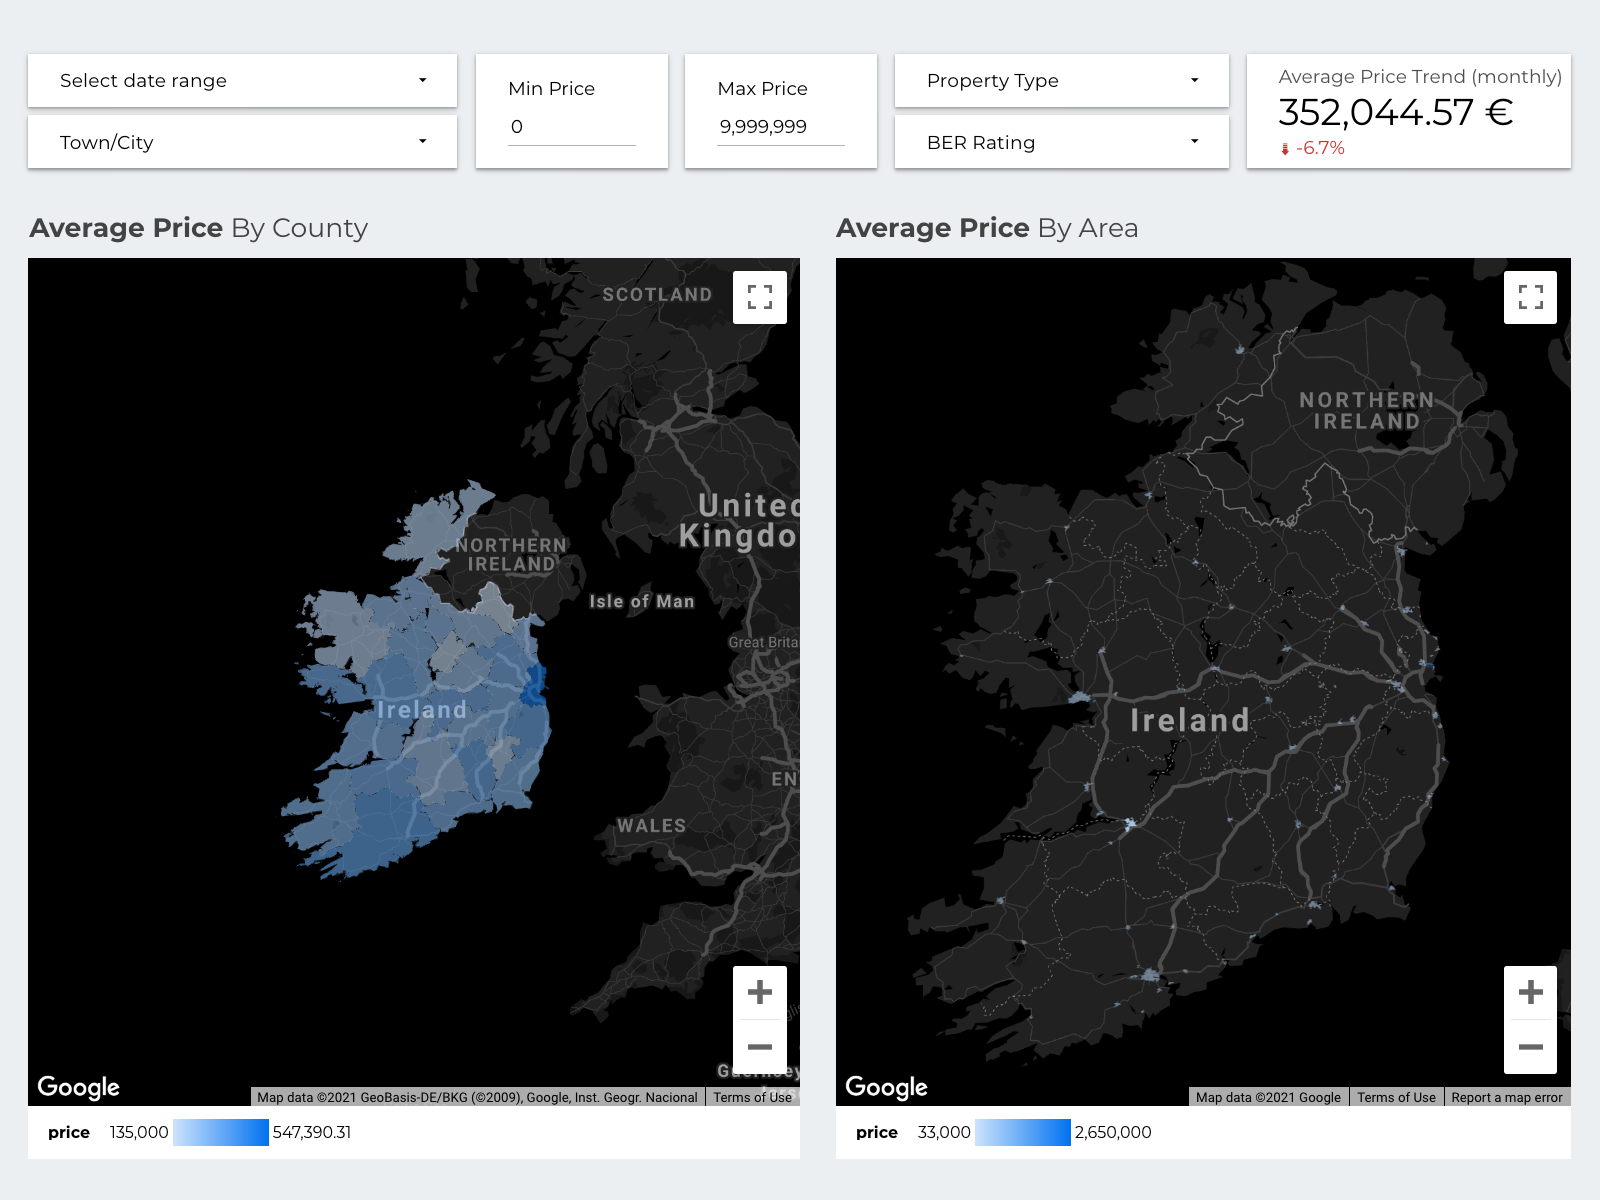 Select date range
Town/City
Min Price
0
Max Price
9,999,999
Property Type
BER Rating
Average Price Trend (monthly)
352,044.57 €
-6.7%
Average Price By County
SCOTLAND
United
Kingdo
NORTHERN
IRELAND
Isle of Man
Great Brita
Ireland
EN
WALES
Google
Map data ©2021 GeoBasis-DE/BKG (©2009), Google, Inst. Geogr. Nacional
Terms of Use
price 135,000 547,390.31
Average Price By Area
NORTHERN
IRELAND
Ireland
Google
Map data ©2021 Google
Terms of Use
Report a map error
price 33,000 2,650,000